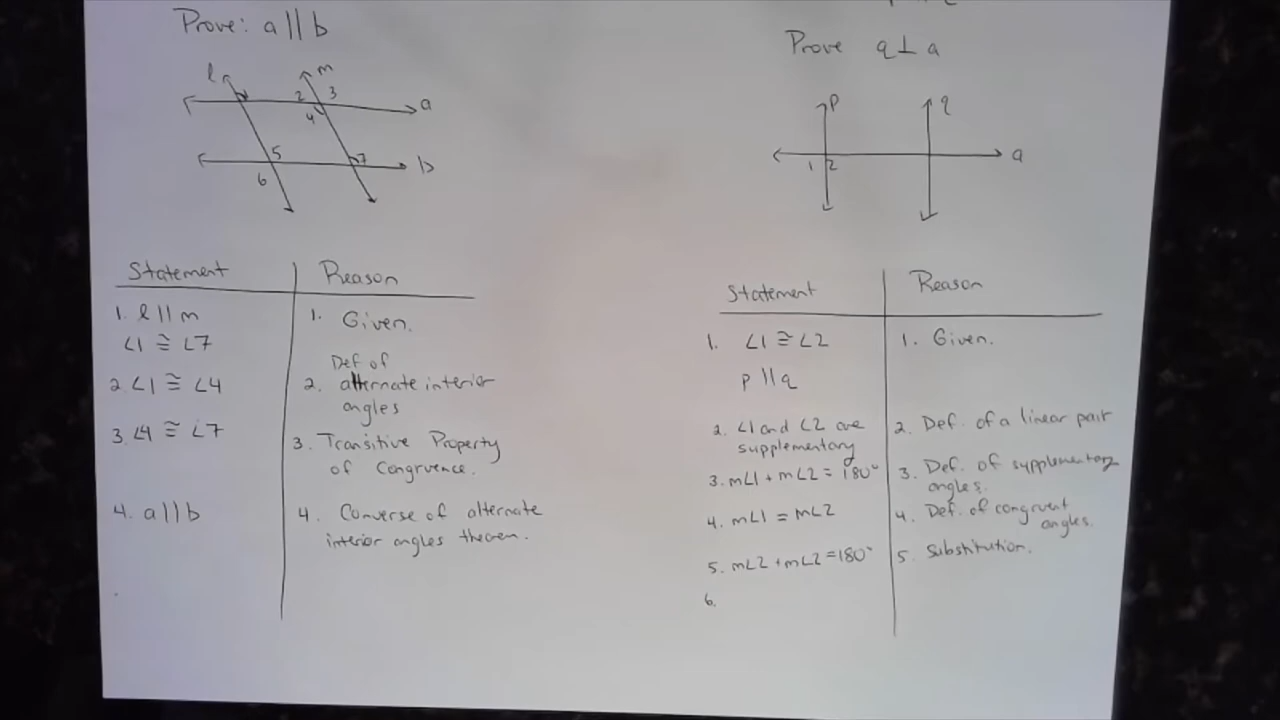 Prove: a || b
l
m
2
3
a
4
5
7
b
6
Statement
Reason
1. l || m
1. Given.
∠1 ≅ ∠7
Def of
2. ∠1 ≅ ∠4
2. alternate interior
angles
3. ∠4 ≅ ∠7
3. Transitive Property
of Congruence.
4. a || b
4. Converse of alternate
interior angles theorem.
Prove q ⊥ a
p
q
a
1
2
Statement
Reason
1. ∠1 ≅ ∠2
1. Given.
p || q
2. ∠1 and ∠2 are
supplementary
2. Def. of a linear pair
3. m∠1 + m∠2 = 180°
3. Def. of supplementary
angles.
4. m∠1 = m∠2
4. Def. of congruent
angles.
5. m∠2 + m∠2 = 180°
5. Substitution.
6.